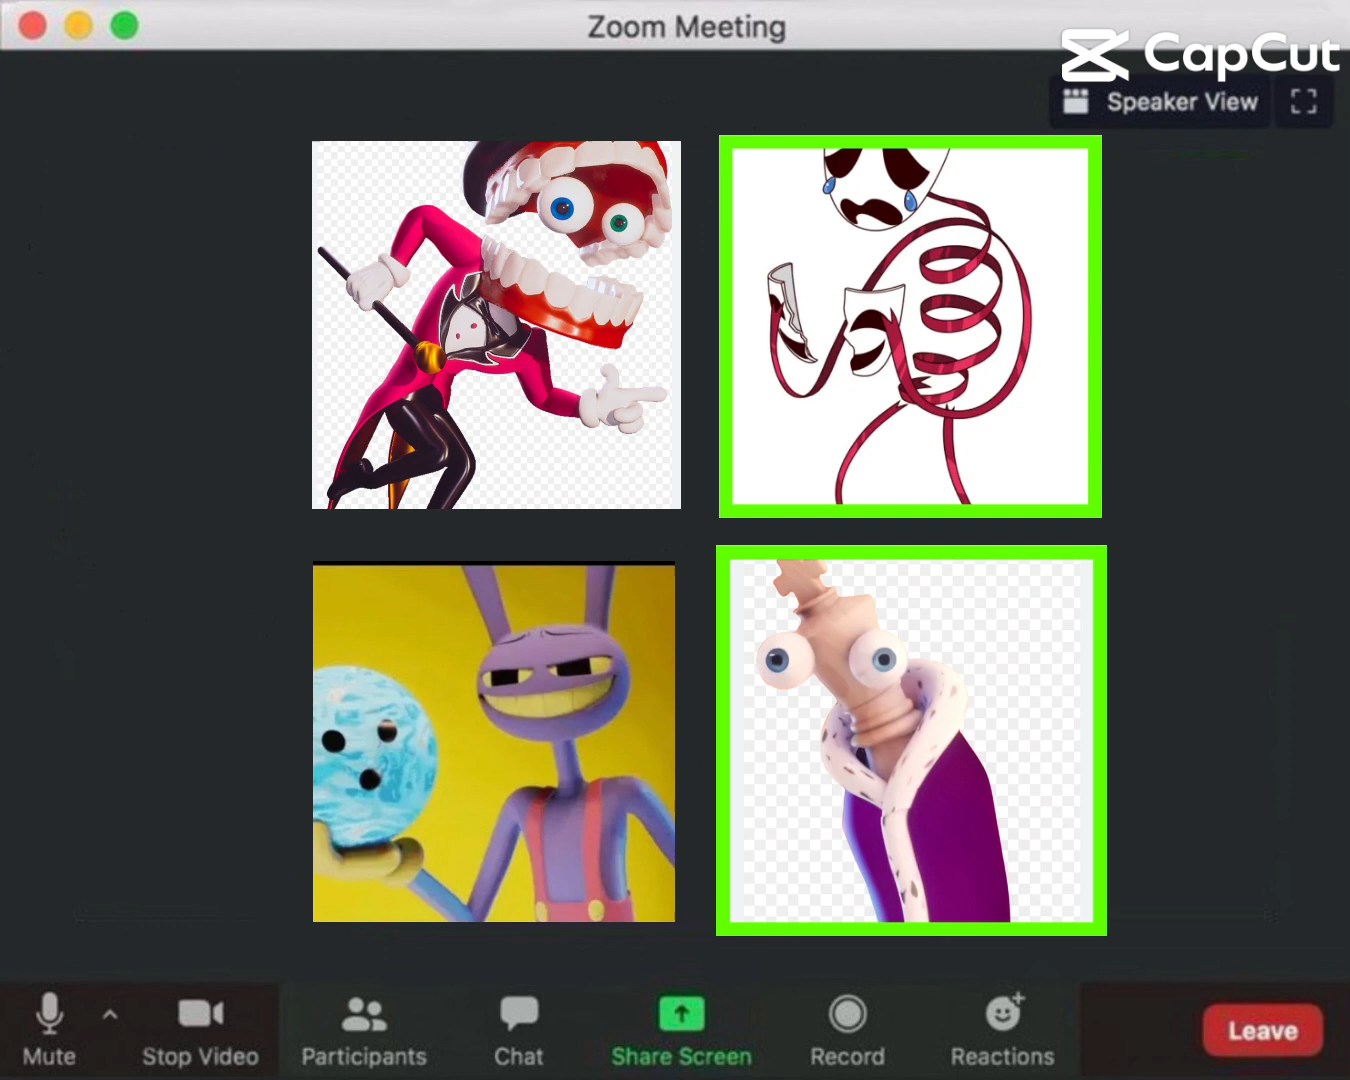 Zoom Meeting
CapCut
Speaker View
Mute
Stop Video
Participants
Chat
Share Screen
Record
Reactions
Leave